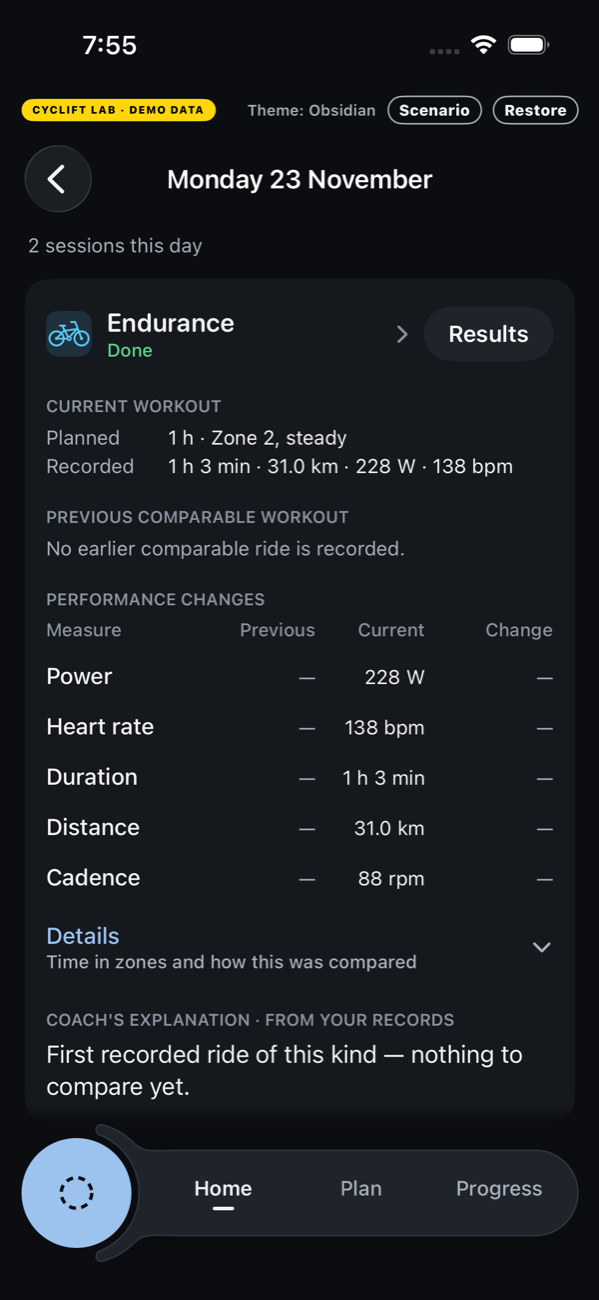 7:55
CYCLIFT LAB · DEMO DATA
Theme: Obsidian
Scenario
Restore
Monday 23 November
2 sessions this day
Endurance
Done
Results
CURRENT WORKOUT
Planned 1 h · Zone 2, steady
Recorded 1 h 3 min · 31.0 km · 228 W · 138 bpm
PREVIOUS COMPARABLE WORKOUT
No earlier comparable ride is recorded.
PERFORMANCE CHANGES
Measure Previous Current Change
Power — 228 W —
Heart rate — 138 bpm —
Duration — 1 h 3 min —
Distance — 31.0 km —
Cadence — 88 rpm —
Details
Time in zones and how this was compared
COACH'S EXPLANATION · FROM YOUR RECORDS
First recorded ride of this kind — nothing to
compare yet.
Home Plan Progress